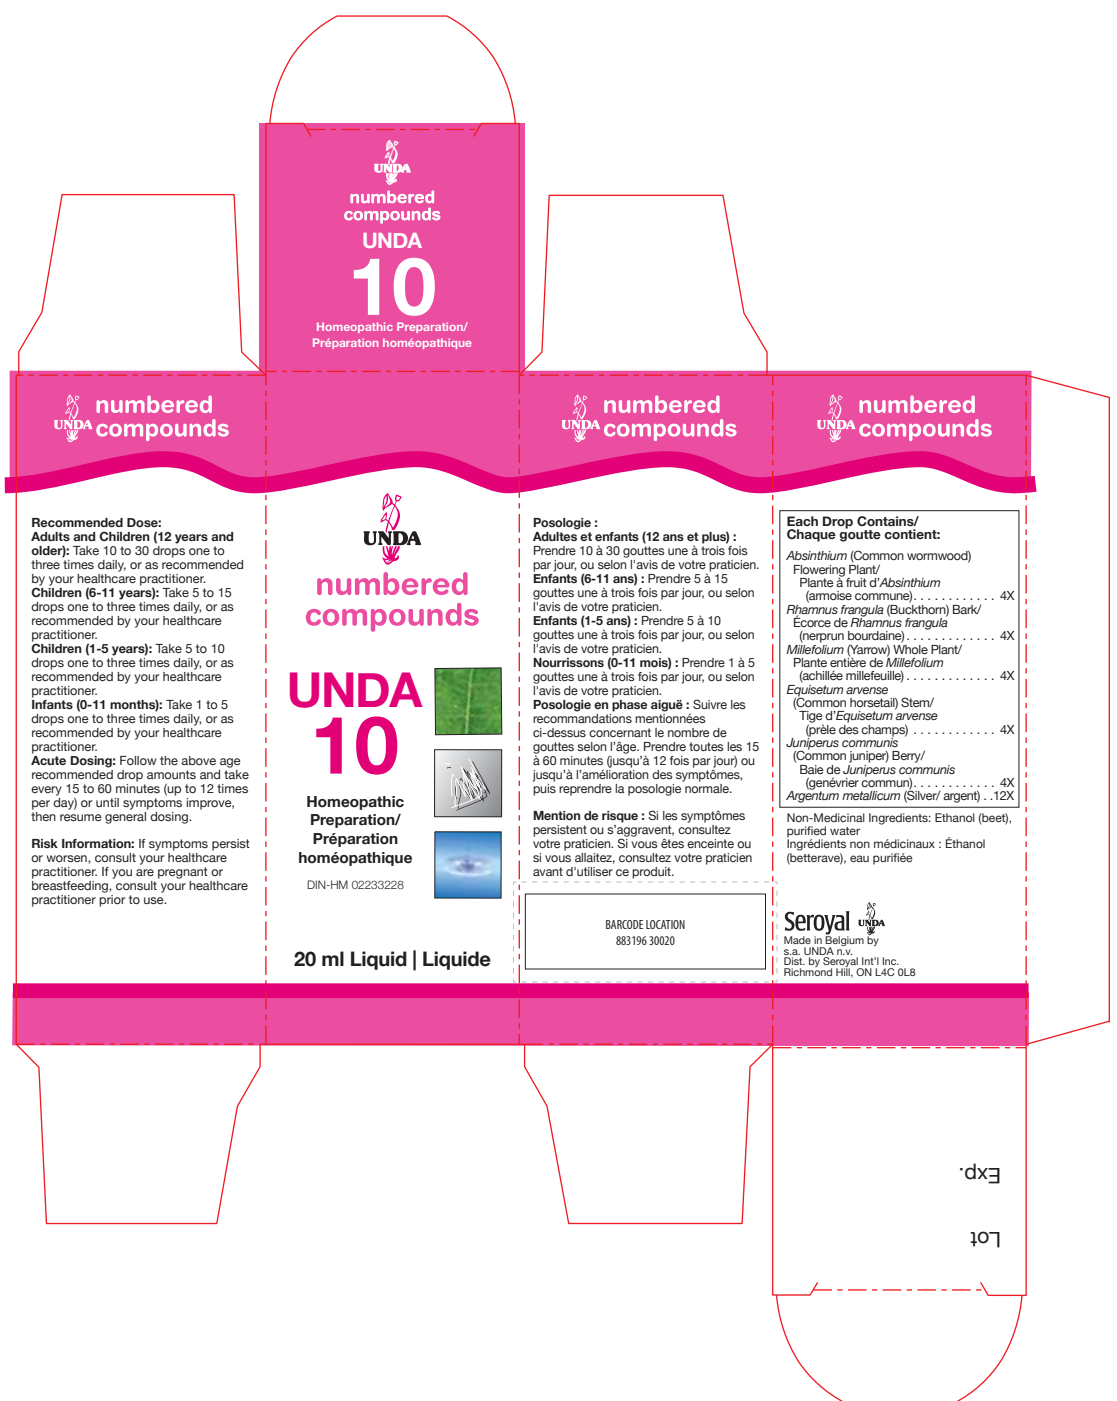 UNDA
numbered
compounds
UNDA
10
Homeopathic Preparation/
Préparation homéopathique
UNDA
numbered
compounds
UNDA
numbered
compounds
UNDA
numbered
compounds
Recommended Dose:
Adults and Children (12 years and
older): Take 10 to 30 drops one to
three times daily, or as recommended
by your healthcare practitioner.
Children (6-11 years): Take 5 to 15
drops one to three times daily, or as
recommended by your healthcare
practitioner.
Children (1-5 years): Take 5 to 10
drops one to three times daily, or as
recommended by your healthcare
practitioner.
Infants (0-11 months): Take 1 to 5
drops one to three times daily, or as
recommended by your healthcare
practitioner.
Acute Dosing: Follow the above age
recommended drop amounts and take
every 15 to 60 minutes (up to 12 times
per day) or until symptoms improve,
then resume general dosing.
Risk Information: If symptoms persist
or worsen, consult your healthcare
practitioner. If you are pregnant or
breastfeeding, consult your healthcare
practitioner prior to use.
UNDA
numbered
compounds
UNDA
10
Homeopathic
Preparation/
Préparation
homéopathique
DIN-HM 02233228
20 ml Liquid | Liquide
Posologie :
Adultes et enfants (12 ans et plus) :
Prendre 10 à 30 gouttes une à trois fois
par jour, ou selon l'avis de votre praticien.
Enfants (6-11 ans) : Prendre 5 à 15
gouttes une à trois fois par jour, ou selon
l'avis de votre praticien.
Enfants (1-5 ans) : Prendre 5 à 10
gouttes une à trois fois par jour, ou selon
l'avis de votre praticien.
Nourrissons (0-11 mois) : Prendre 1 à 5
gouttes une à trois fois par jour, ou selon
l'avis de votre praticien.
Posologie en phase aiguë : Suivre les
recommandations mentionnées
ci-dessus concernant le nombre de
gouttes selon l'âge. Prendre toutes les 15
à 60 minutes (jusqu'à 12 fois par jour) ou
jusqu'à l'amélioration des symptômes,
puis reprendre la posologie normale.
Mention de risque : Si les symptômes
persistent ou s'aggravent, consultez
votre praticien. Si vous êtes enceinte ou
si vous allaitez, consultez votre praticien
avant d'utiliser ce produit.
BARCODE LOCATION
883196 30020
Each Drop Contains/
Chaque goutte contient:
Absinthium (Common wormwood)
Flowering Plant/
Plante à fruit d'Absinthium
(armoise commune). . . . . . . . . . . . 4X
Rhamnus frangula (Buckthorn) Bark/
Écorce de Rhamnus frangula
(nerprun bourdaine). . . . . . . . . . . . . 4X
Millefolium (Yarrow) Whole Plant/
Plante entière de Millefolium
(achillée millefeuille) . . . . . . . . . . . . . 4X
Equisetum arvense
(Common horsetail) Stem/
Tige d'Equisetum arvense
(prèle des champs) . . . . . . . . . . . . 4X
Juniperus communis
(Common juniper) Berry/
Baie de Juniperus communis
(genévrier commun). . . . . . . . . . . . 4X
Argentum metallicum (Silver/ argent) . .12X
Non-Medicinal Ingredients: Ethanol (beet),
purified water
Ingrédients non médicinaux : Éthanol
(betterave), eau purifiée
Seroyal UNDA
Made in Belgium by
s.a. UNDA n.v.
Dist. by Seroyal Int'l Inc.
Richmond Hill, ON L4C 0L8
Exp.
Lot